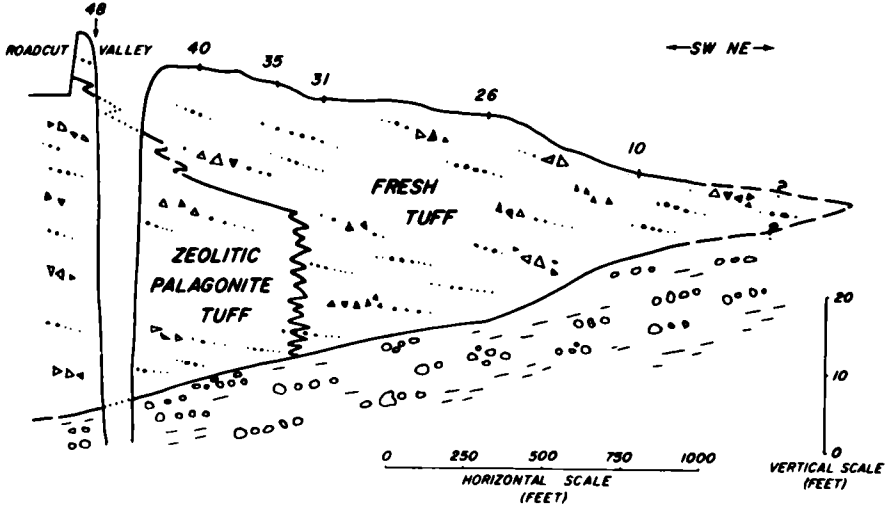 48
ROADCUT VALLEY
40
35
31
26
10
←SW NE→
FRESH
TUFF
ZEOLITIC
PALAGONITE
TUFF
?
20
10
0
0 250 500 750 1000
HORIZONTAL SCALE
(FEET)
VERTICAL SCALE
(FEET)